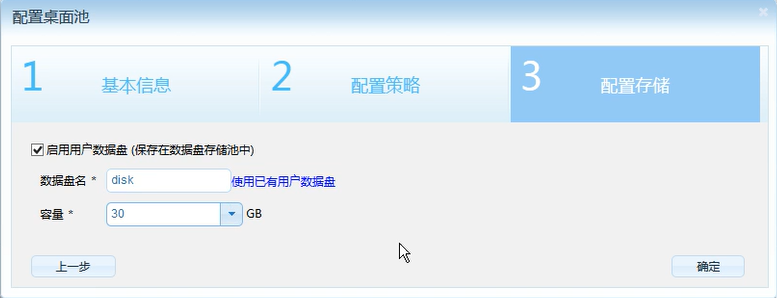 配置桌面池
1 基本信息 2 配置策略 3 配置存储
启用用户数据盘 (保存在数据盘存储池中)
数据盘名 * disk 使用已有用户数据盘
容量 * 30 GB
上一步 确定